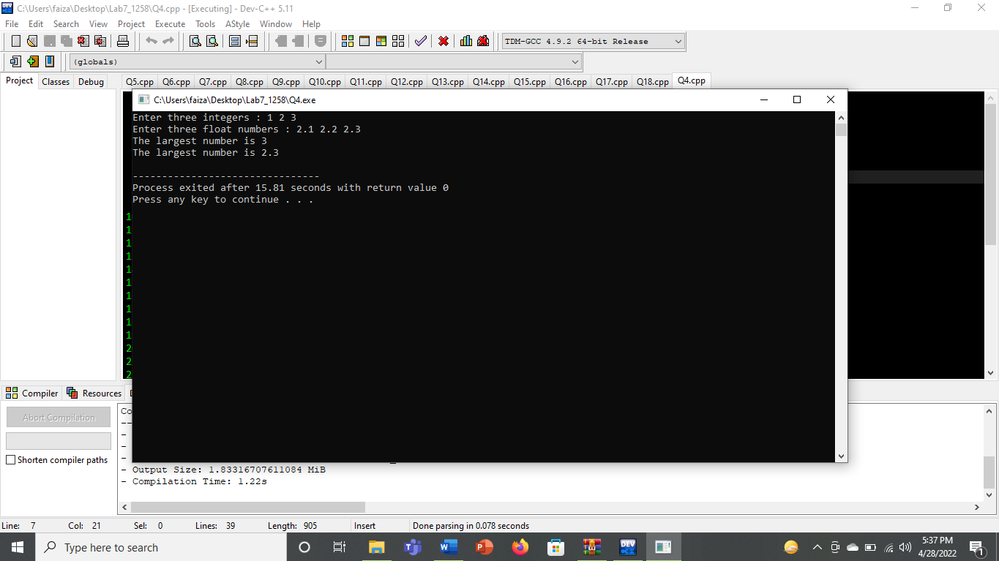 C:\Users\faiza\Desktop\Lab7_1258\Q4.cpp - [Executing] - Dev-C++ 5.11
File Edit Search View Project Execute Tools AStyle Window Help
TDM-GCC 4.9.2 64-bit Release
(globals)
Project Classes Debug Q5.cpp Q6.cpp Q7.cpp Q8.cpp Q9.cpp Q10.cpp Q11.cpp Q12.cpp Q13.cpp Q14.cpp Q15.cpp Q16.cpp Q17.cpp Q18.cpp Q4.cpp
C:\Users\faiza\Desktop\Lab7_1258\Q4.exe
Enter three integers : 1 2 3
Enter three float numbers : 2.1 2.2 2.3
The largest number is 3
The largest number is 2.3
--------------------------------
Process exited after 15.81 seconds with return value 0
Press any key to continue . . .
1
1
1
1
1
1
1
1
1
1
2
2
2
Compiler Resources
Abort Compilation
Shorten compiler paths
Co
--
-
-
-
- Output Size: 1.83316707611084 MiB
- Compilation Time: 1.22s
Line: 7 Col: 21 Sel: 0 Lines: 39 Length: 905 Insert Done parsing in 0.078 seconds
Type here to search
DEV
5:37 PM
4/28/2022
1